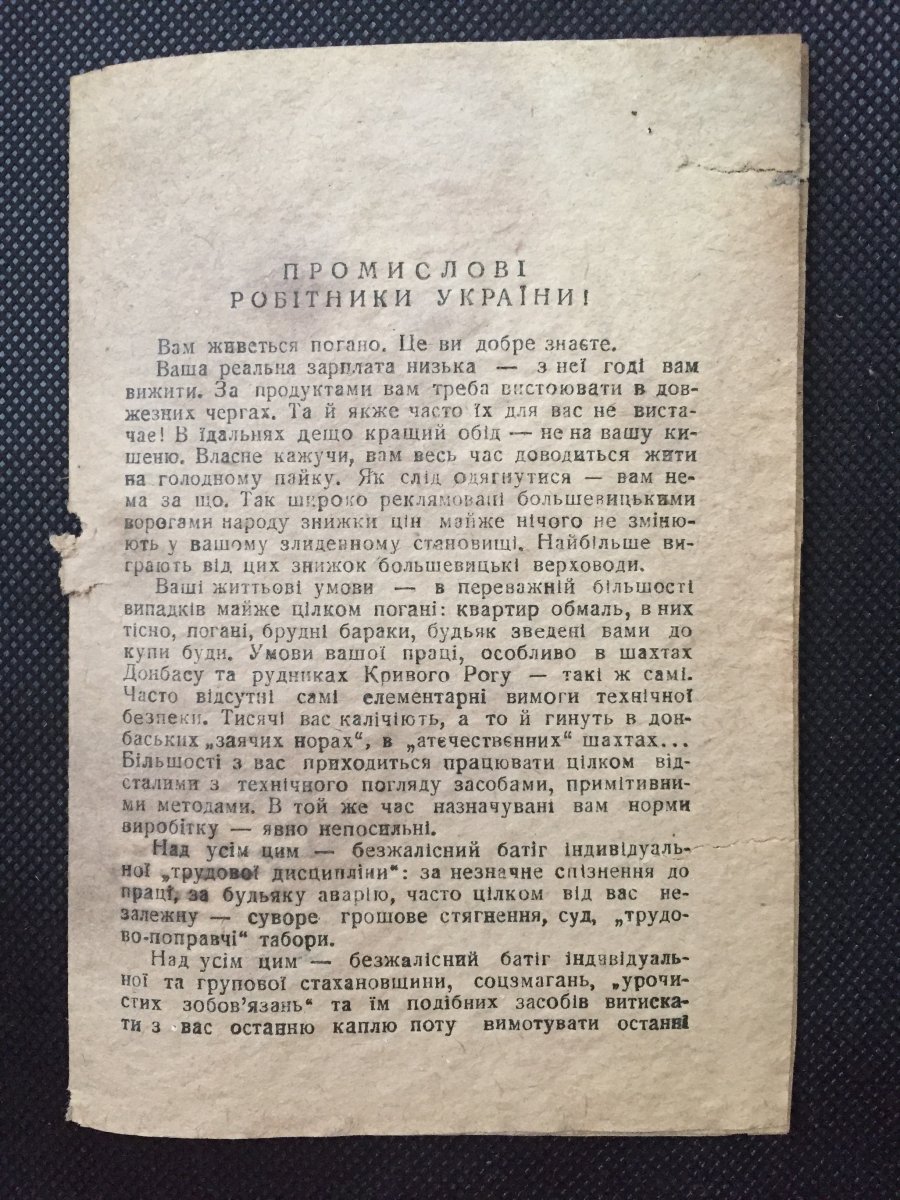 ПРОМИСЛОВІ
РОБІТНИКИ УКРАЇНИ!
Вам живеться погано. Це ви добре знаєте.
Ваша реальна зарплата низька — з неї годі вам
вижити. За продуктами вам треба вистоювати в дов-
жезних чергах. Та й якже часто їх для вас не виста-
чає! В їдальнях дещо кращий обід — не на вашу ки-
шеню. Власне кажучи, вам весь час доводиться жити
на голодному пайку. Як слід одягнутися — вам не-
ма за що. Так широко реклямовані большевицькими
ворогами народу знижки цін майже нічого не зміню-
ють у вашому злиденному становищі. Найбільше ви-
грають від цих знижок большевицькі верховоди.
Ваші життьові умови — в переважній більшості
випадків майже цілком погані: квартир обмаль, в них
тісно, погані, брудні бараки, будьяк зведені вами до
купи буди. Умови вашої праці, особливо в шахтах
Донбасу та рудниках Кривого Рогу — такі ж самі.
Часто відсутні самі елементарні вимоги технічної
безпеки. Тисячі вас калічіють, а то й гинуть в дон-
баських „заячих норах“, в „атєчествєнних“ шахтах...
Більшості з вас приходиться працювати цілком від-
сталими з технічного погляду засобами, примітивни-
ми методами. В той же час назначувані вам норми
виробітку — явно непосильні.
Над усім цим — безжалісний батіг індивідуаль-
ної „трудової дисципліни“: за незначне спізнення до
праці, за будьяку аварію, часто цілком від вас не-
залежну — суворе грошове стягнення, суд, „трудо-
во-поправчі“ табори.
Над усім цим — безжалісний батіг індивідуаль-
ної та групової стахановщини, соцзмагань, „урочи-
стих зобов'язань“ та їм подібних засобів витиска-
ти з вас останню каплю поту вимотувати останні